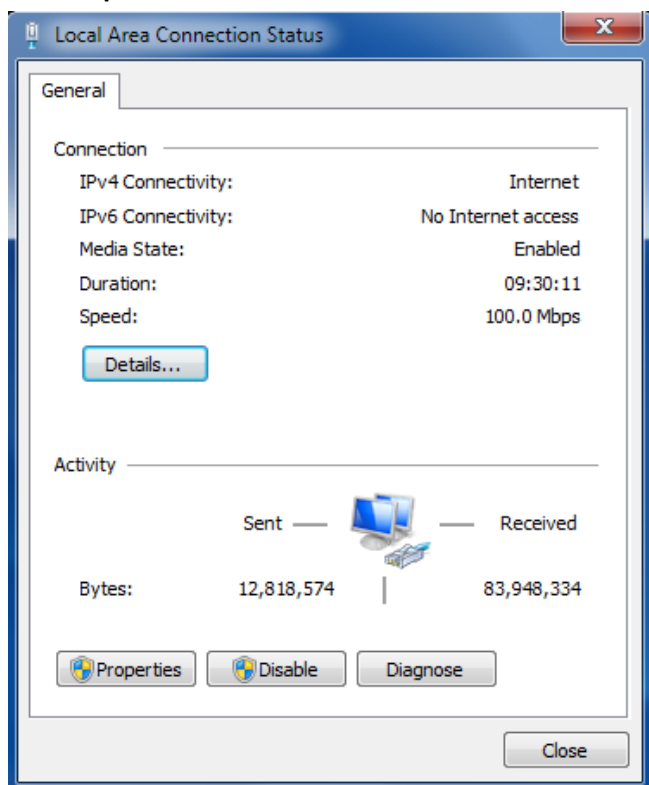 Local Area Connection Status
General
Connection
IPv4 Connectivity: Internet
IPv6 Connectivity: No Internet access
Media State: Enabled
Duration: 09:30:11
Speed: 100.0 Mbps
Details...
Activity
Sent Received
Bytes: 12,818,574 83,948,334
Properties Disable Diagnose
Close